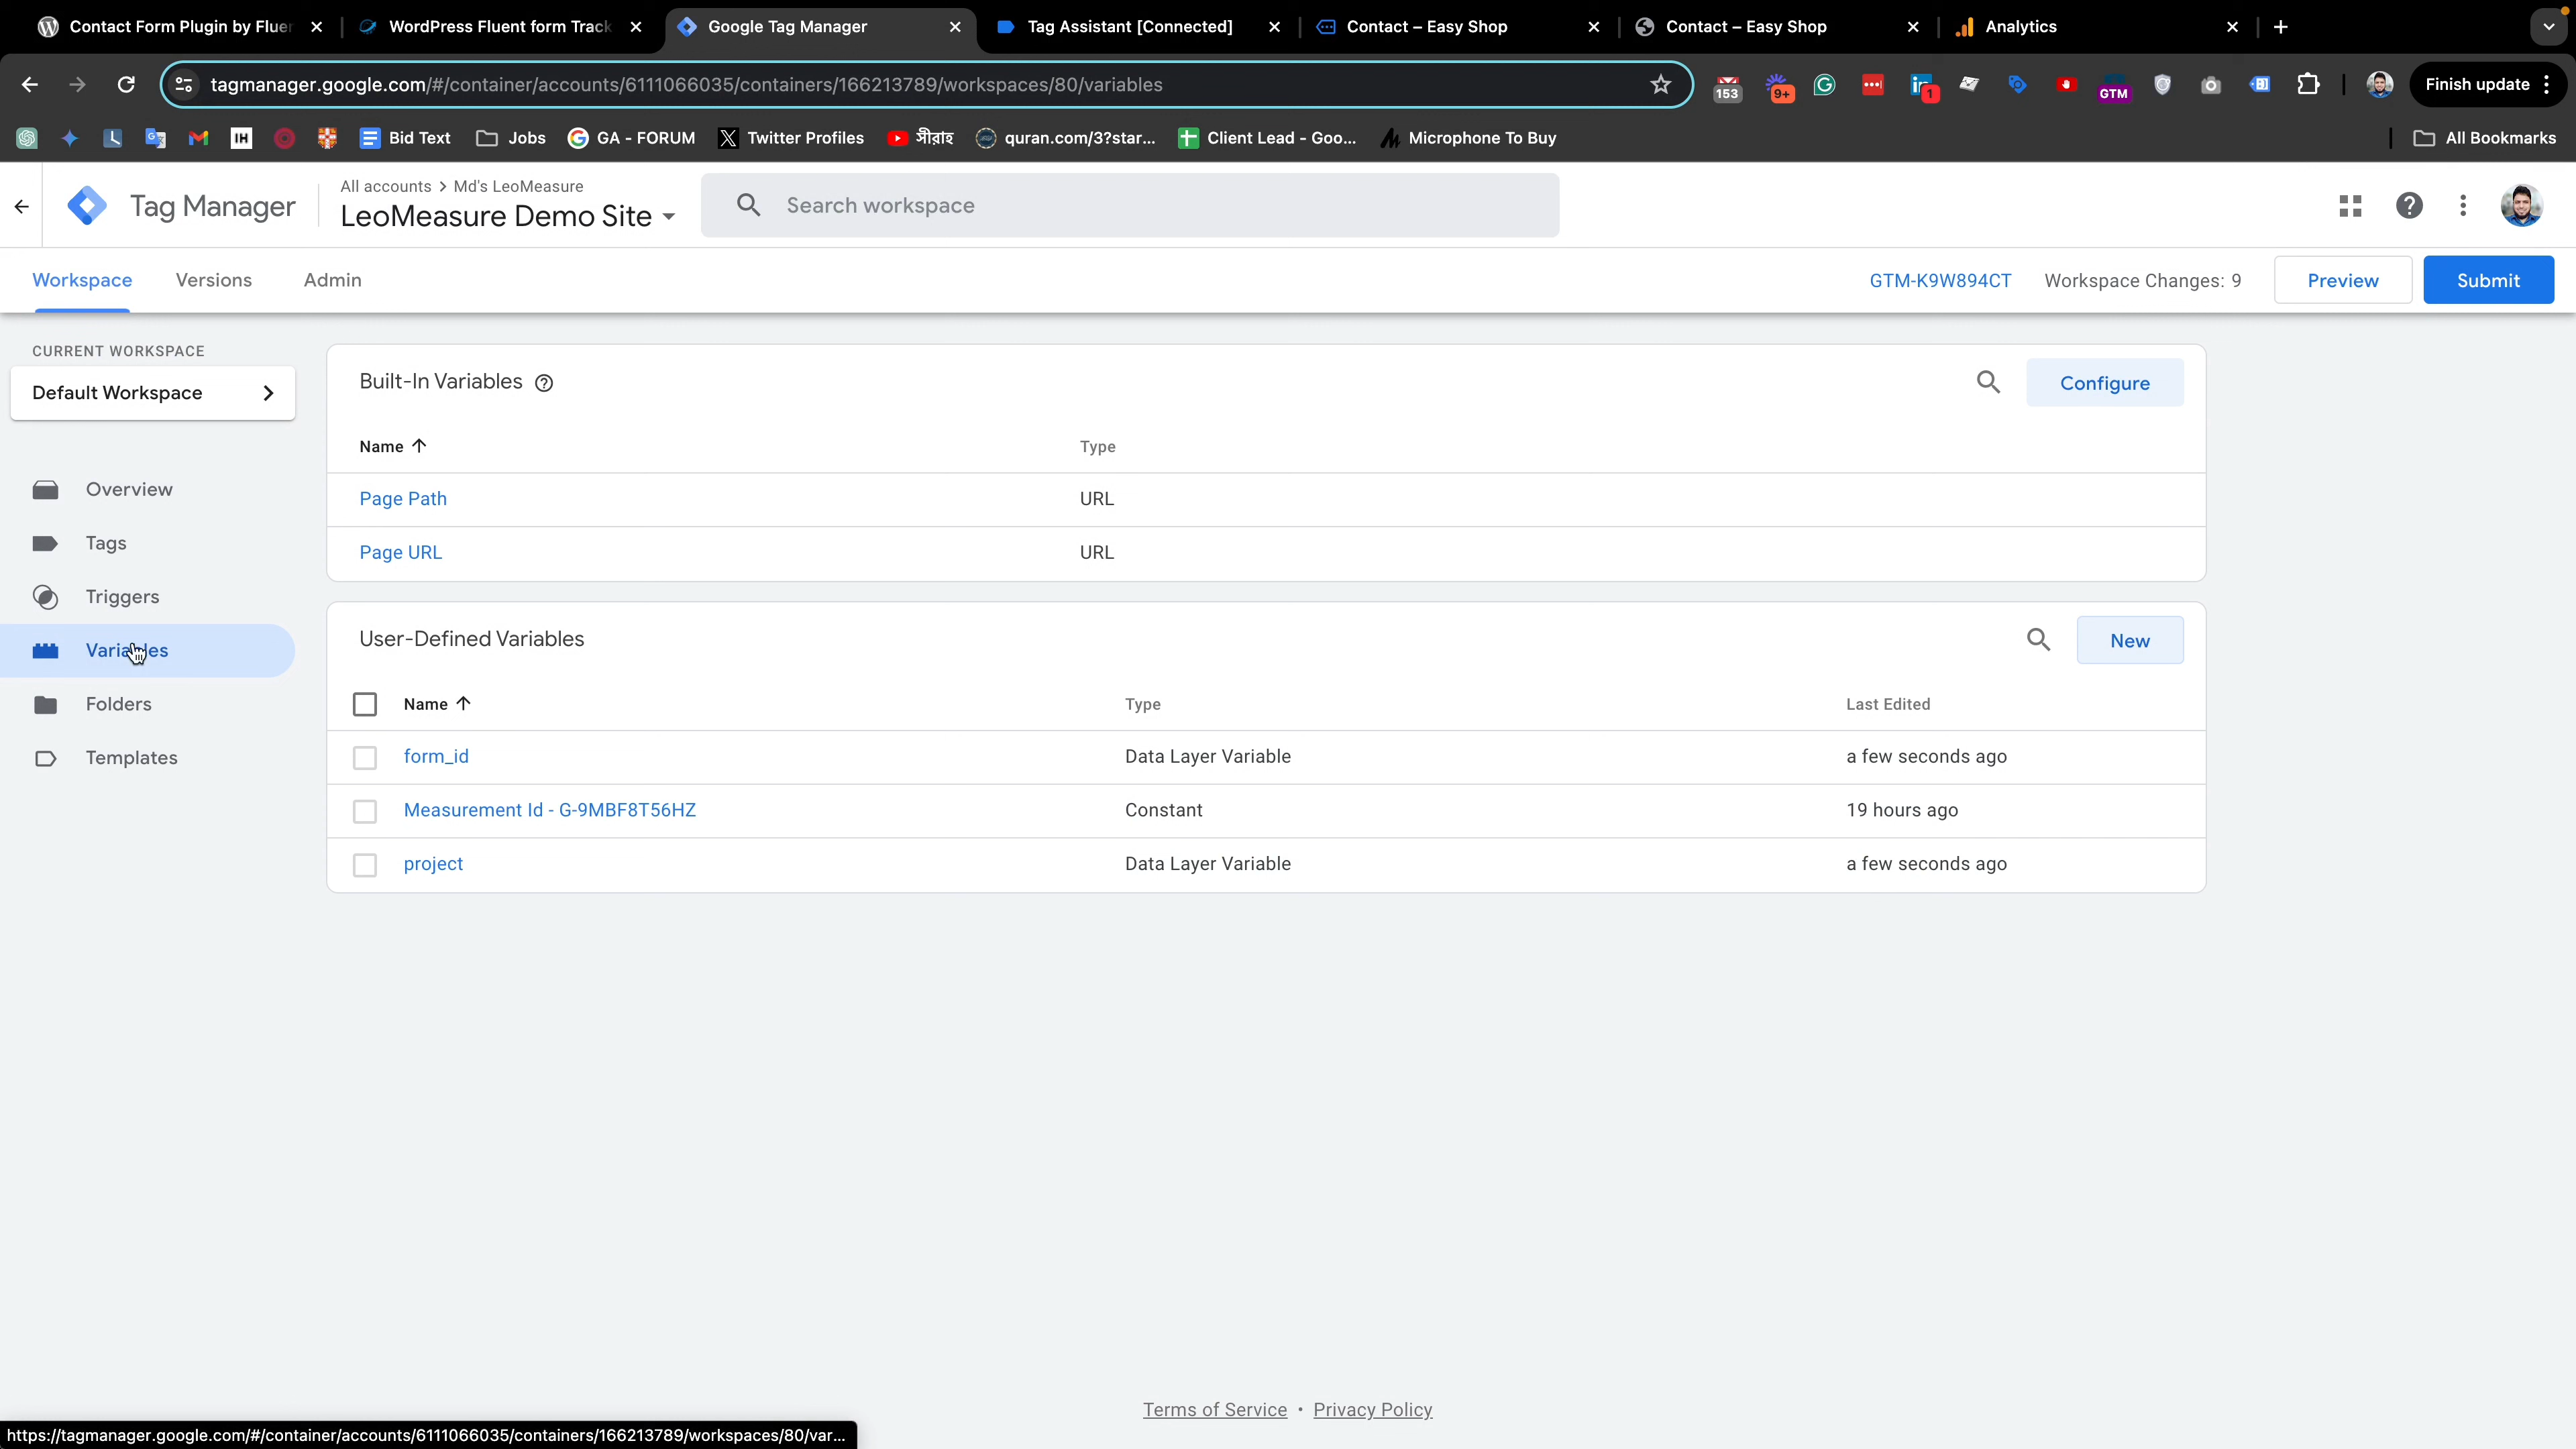 Contact Form Plugin by Fluer
WordPress Fluent form Track
Google Tag Manager
Tag Assistant [Connected]
Contact – Easy Shop
Contact – Easy Shop
Analytics
tagmanager.google.com/#/container/accounts/6111066035/containers/166213789/workspaces/80/variables
153
9+
1
GTM
Finish update
IH
Bid Text
Jobs
GA - FORUM
Twitter Profiles
সীরাহ
quran.com/3?star...
Client Lead - Goo...
Microphone To Buy
All Bookmarks
Tag Manager
All accounts > Md's LeoMeasure
LeoMeasure Demo Site
Search workspace
Workspace
Versions
Admin
GTM-K9W894CT
Workspace Changes: 9
Preview
Submit
CURRENT WORKSPACE
Default Workspace
Overview
Tags
Triggers
Variables
Folders
Templates
Built-In Variables
Configure
Name
Type
Page Path
URL
Page URL
URL
User-Defined Variables
New
Name
Type
Last Edited
form_id
Data Layer Variable
a few seconds ago
Measurement Id - G-9MBF8T56HZ
Constant
19 hours ago
project
Data Layer Variable
a few seconds ago
Terms of Service • Privacy Policy
https://tagmanager.google.com/#/container/accounts/6111066035/containers/166213789/workspaces/80/var...